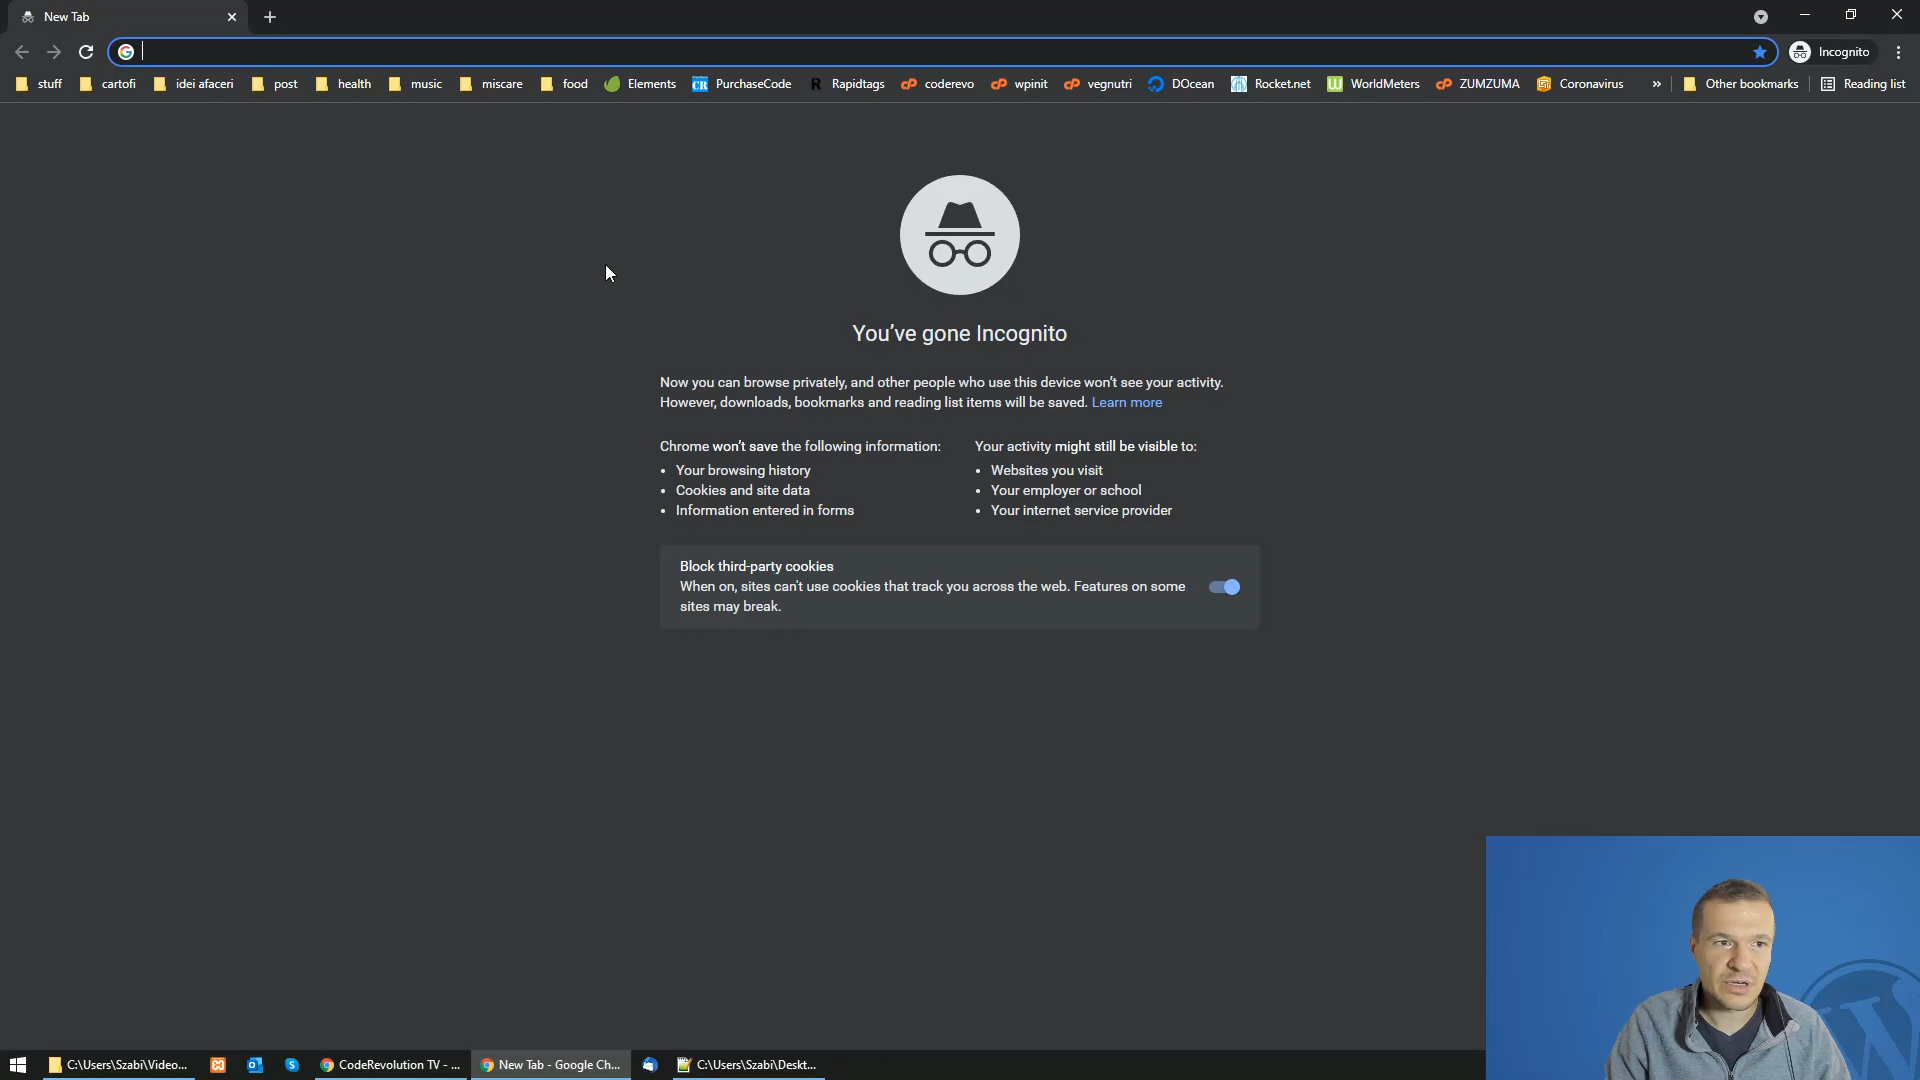 New Tab
Incognito
stuff
cartofi
idei afaceri
post
health
music
miscare
food
Elements
CR PurchaseCode
R Rapidtags
cP coderevo
cP wpinit
cP vegnutri
DOcean
Rocket.net
W WorldMeters
cP ZUMZUMA
Coronavirus
»
Other bookmarks
Reading list
You've gone Incognito
Now you can browse privately, and other people who use this device won't see your activity.
However, downloads, bookmarks and reading list items will be saved. Learn more
Chrome won't save the following information:
• Your browsing history
• Cookies and site data
• Information entered in forms
Your activity might still be visible to:
• Websites you visit
• Your employer or school
• Your internet service provider
Block third-party cookies
When on, sites can't use cookies that track you across the web. Features on some
sites may break.
C:\Users\Szabi\Video...
CodeRevolution TV - ...
New Tab - Google Ch...
C:\Users\Szabi\Deskt...